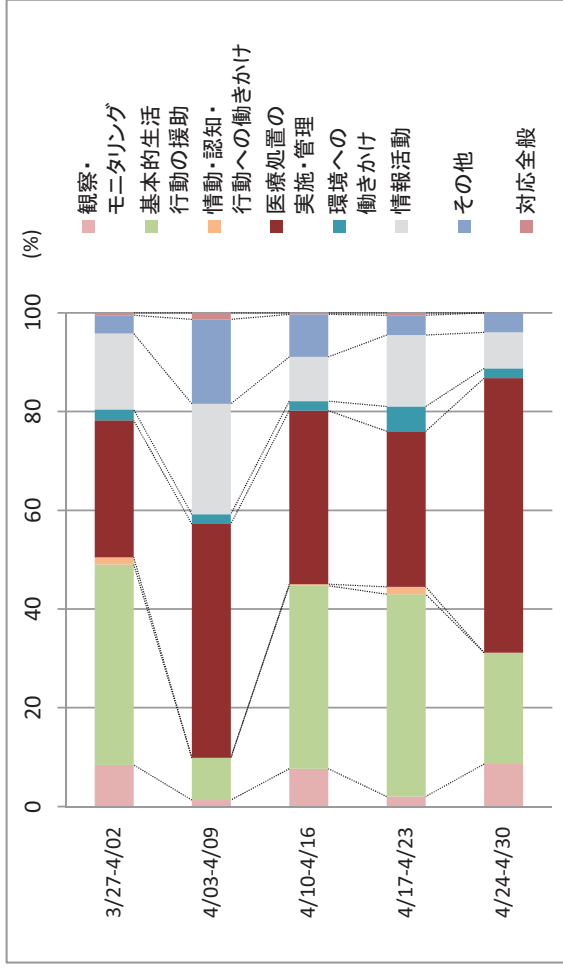 0
20
40
60
80
100
(%)
3/27-4/02
4/03-4/09
4/10-4/16
4/17-4/23
4/24-4/30
観察・
モニタリング
基本的生活
行動の援助
情動・認知・
行動への働きかけ
医療処置の
実施・管理
環境への
働きかけ
情報活動
その他
対応全般